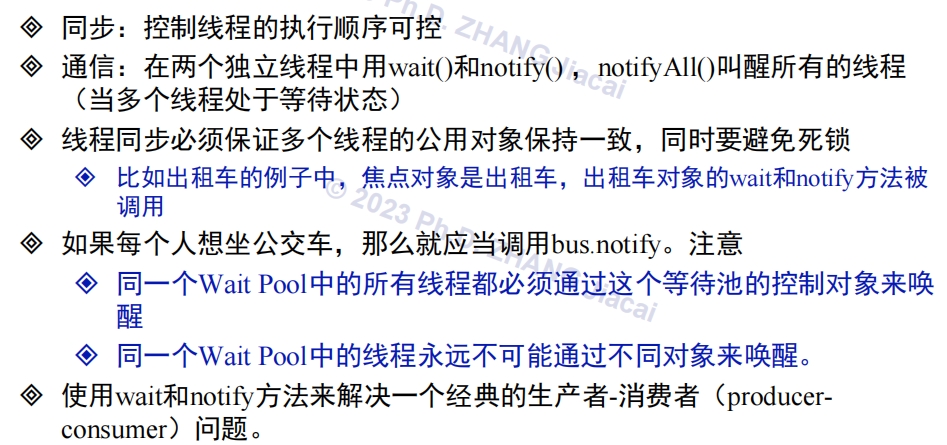 同步：控制线程的执行顺序可控
通信：在两个独立线程中用wait()和notify() ，notifyAll()叫醒所有的线程
（当多个线程处于等待状态）
线程同步必须保证多个线程的公用对象保持一致，同时要避免死锁
比如出租车的例子中，焦点对象是出租车，出租车对象的wait和notify方法被
调用
如果每个人想坐公交车，那么就应当调用bus.notify。注意
同一个Wait Pool中的所有线程都必须通过这个等待池的控制对象来唤
醒
同一个Wait Pool中的线程永远不可能通过不同对象来唤醒。
使用wait和notify方法来解决一个经典的生产者-消费者（producer-
consumer）问题。
Ph D. ZHANG Jiacai
© 2023 Ph D. ZHANG Jiacai